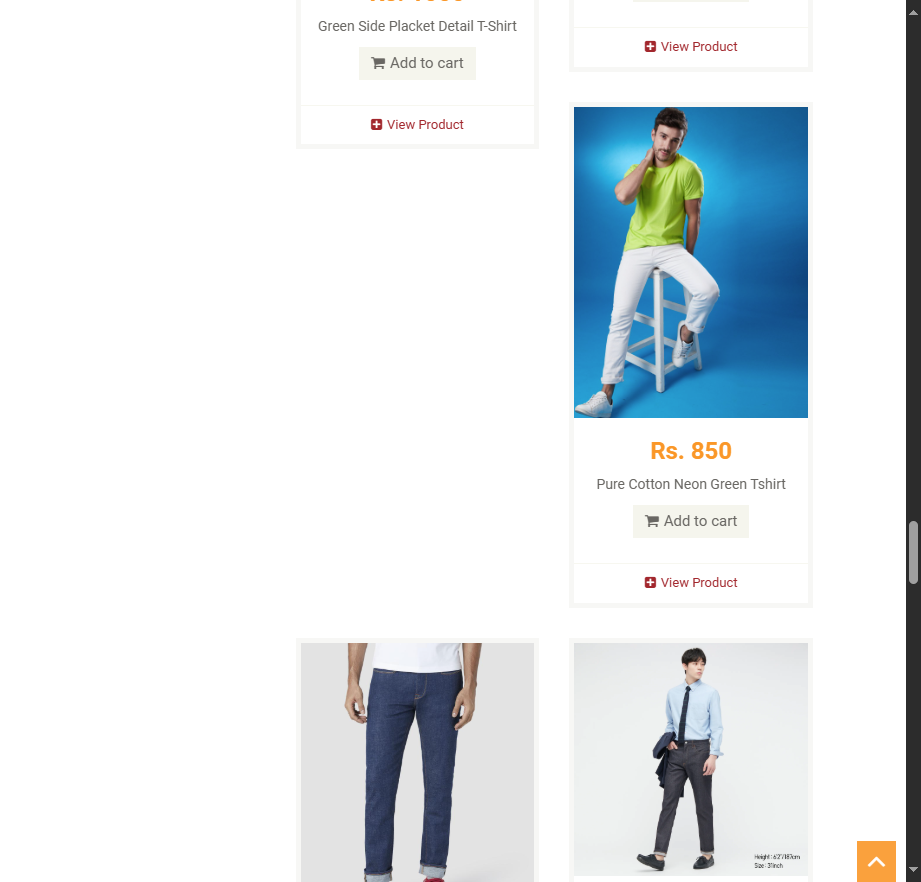 Green Side Placket Detail T-Shirt
Add to cart
View Product
View Product
Rs. 850
Pure Cotton Neon Green Tshirt
Add to cart
View Product
Height : 6'2"/187cm
Size : 31inch